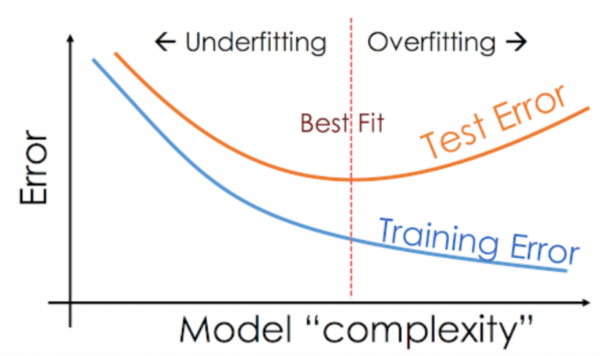 ← Underfitting
Overfitting →
Best Fit
Test Error
Training Error
Error
Model “complexity”